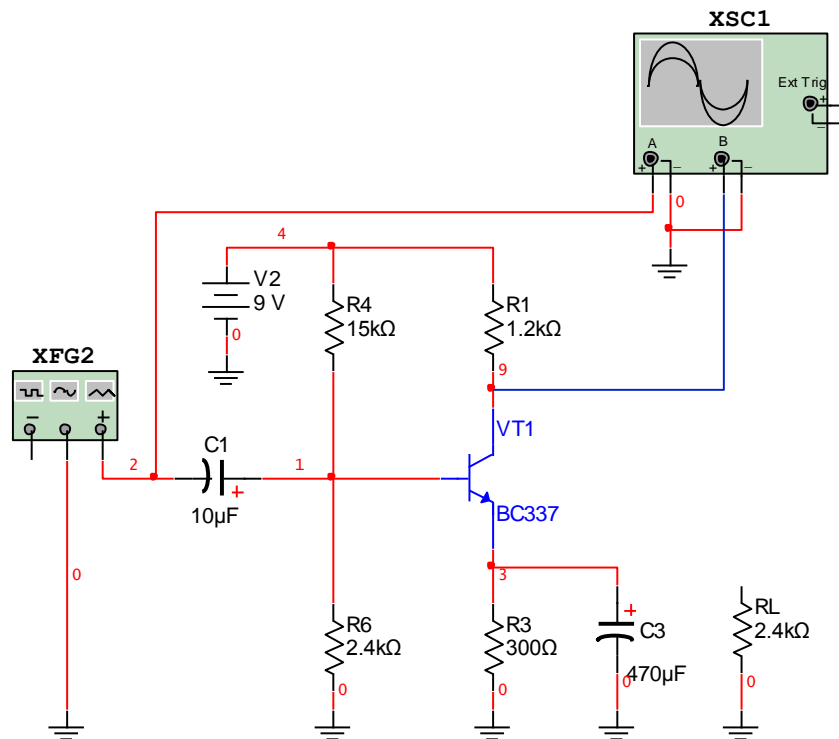 XSC1
Ext Trig
+
−
A
B
+ −
+ −
0
4
V2
9 V
0
R4
15kΩ
R1
1.2kΩ
9
XFG2
− +
VT1
C1
2
1
+
10µF
BC337
0
3
R6
2.4kΩ
0
R3
300Ω
0
+
C3
470µF
0
RL
2.4kΩ
0